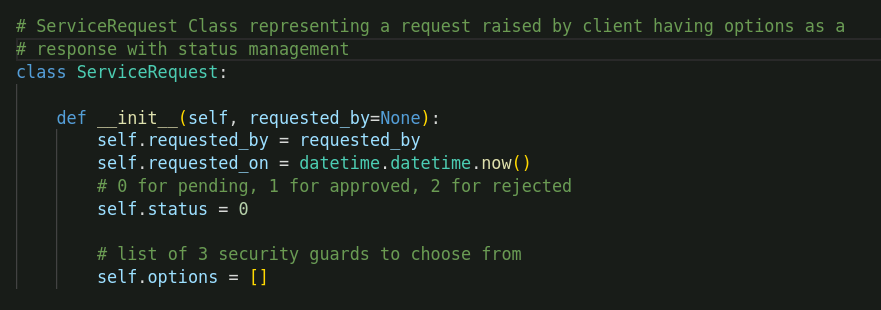 # ServiceRequest Class representing a request raised by client having options as a
# response with status management
class ServiceRequest:
def __init__(self, requested_by=None):
self.requested_by = requested_by
self.requested_on = datetime.datetime.now()
# 0 for pending, 1 for approved, 2 for rejected
self.status = 0
# list of 3 security guards to choose from
self.options = []